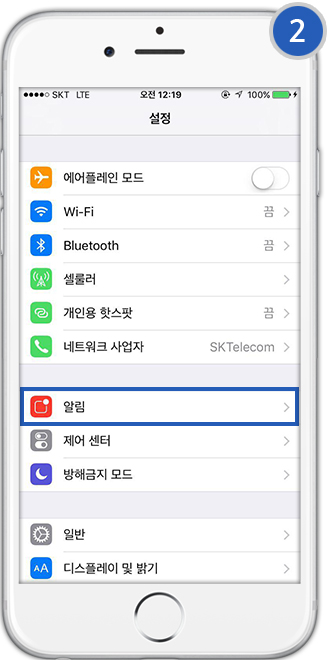 2
SKT LTE 오전 12:19 100%
설정
에어플레인 모드
Wi-Fi 끔
Bluetooth 끔
셀룰러
개인용 핫스팟 끔
네트워크 사업자 SKTelecom
알림
제어 센터
방해금지 모드
일반
AA 디스플레이 및 밝기